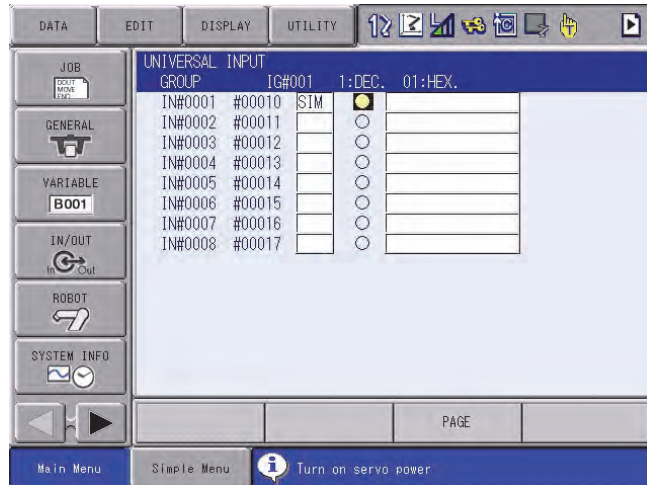 DATA EDIT DISPLAY UTILITY
JOB
DOUT
MOVE
END
GENERAL
VARIABLE
B001
IN/OUT
In Out
ROBOT
SYSTEM INFO
UNIVERSAL INPUT
GROUP IG#001 1:DEC. 01:HEX.
IN#0001 #00010 SIM
IN#0002 #00011
IN#0003 #00012
IN#0004 #00013
IN#0005 #00014
IN#0006 #00015
IN#0007 #00016
IN#0008 #00017
PAGE
Main Menu Simple Menu Turn on servo power